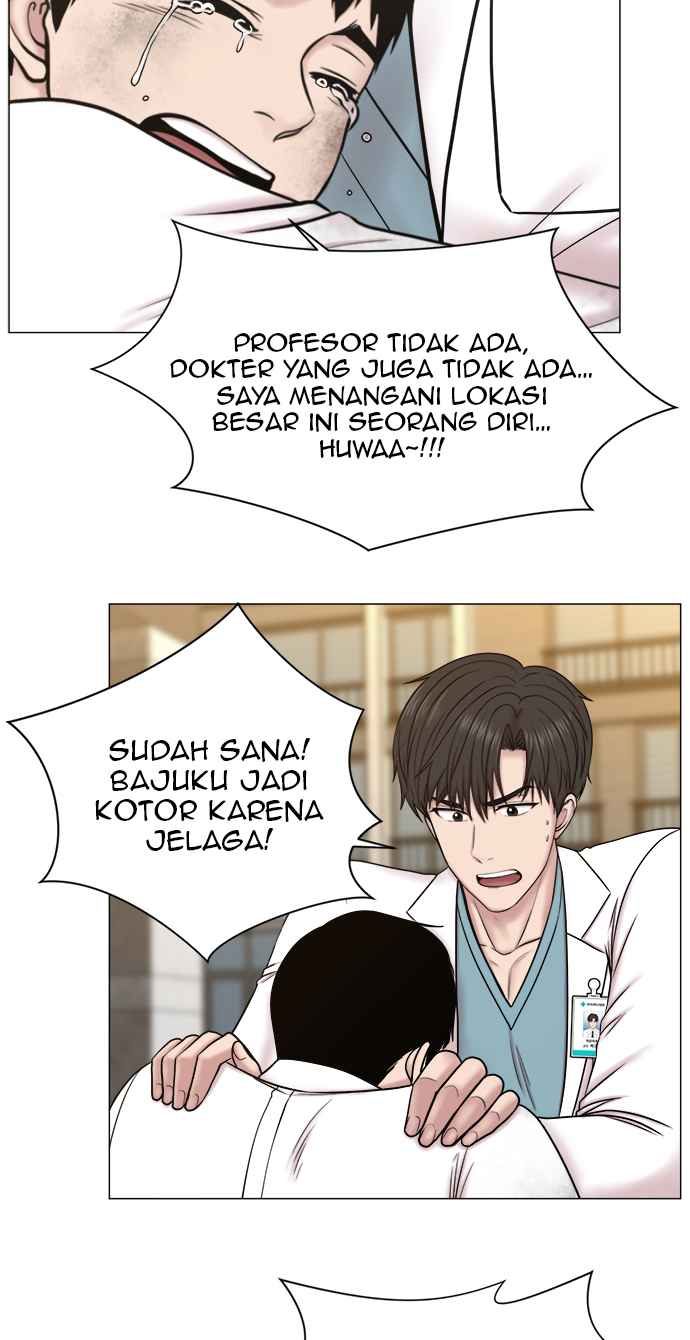 PROFESOR TIDAK ADA,
DOKTER YANG JUGA TIDAK ADA...
SAYA MENANGANI LOKASI
BESAR INI SEORANG DIRI...
HUWAA~!!!
SUDAH SANA!
BAJUKU JADI
KOTOR KARENA
JELAGA!